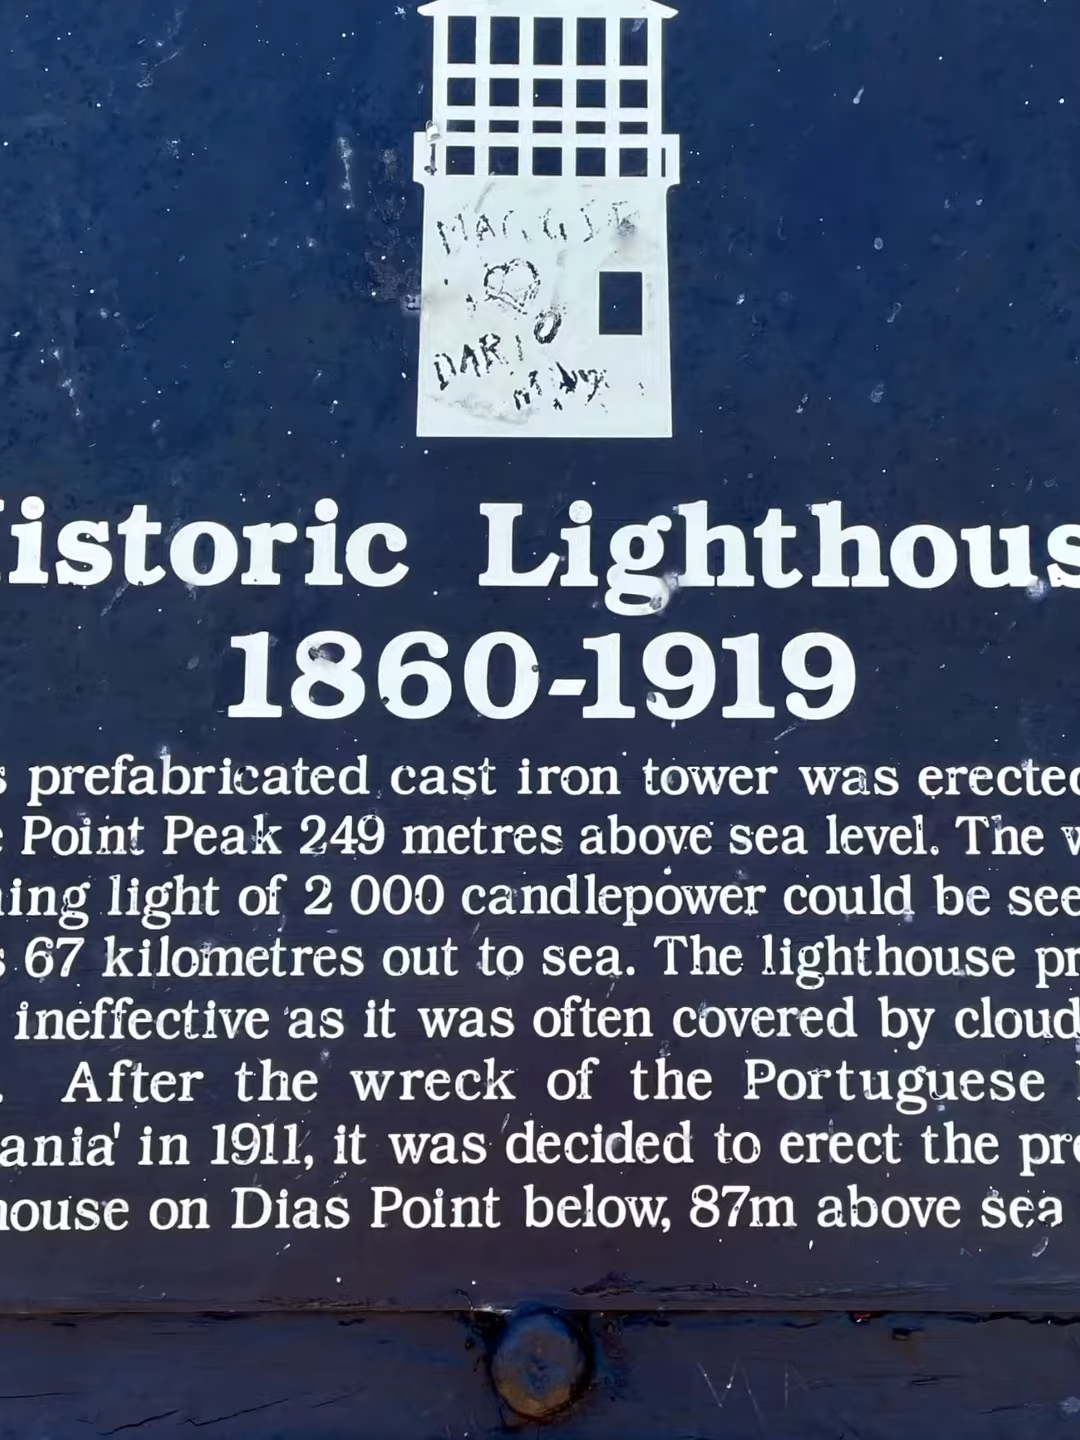 MAGGIE
DARIO
istoric Lighthous
1860-1919
s prefabricated cast iron tower was erected
Point Peak 249 metres above sea level. The
ning light of 2 000 candlepower could be see
s 67 kilometres out to sea. The lighthouse pr
ineffective as it was often covered by cloud
. After the wreck of the Portuguese
ania' in 1911, it was decided to erect the pre
house on Dias Point below, 87m above sea